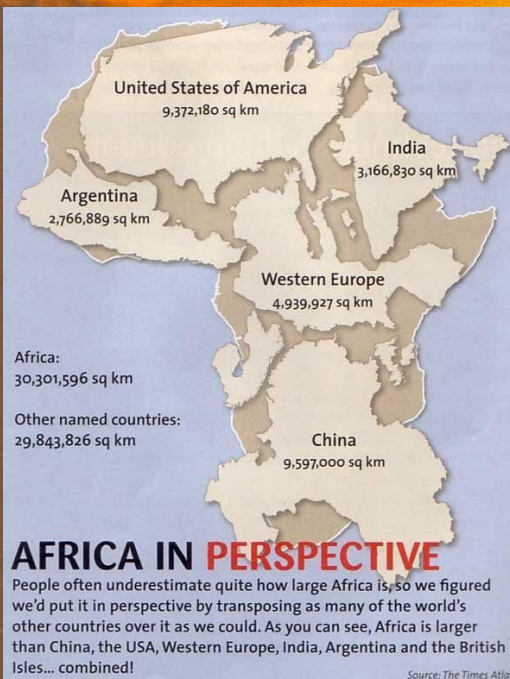 United States of America
9,372,180 sq km
India
3,166,830 sq km
Argentina
2,766,889 sq km
Western Europe
4,939,927 sq km
Africa:
30,301,596 sq km
Other named countries:
29,843,826 sq km
China
9,597,000 sq km
AFRICA IN PERSPECTIVE
People often underestimate quite how large Africa is, so we figured
we'd put it in perspective by transposing as many of the world's
other countries over it as we could. As you can see, Africa is larger
than China, the USA, Western Europe, India, Argentina and the British
Isles... combined!
Source: The Times Atla